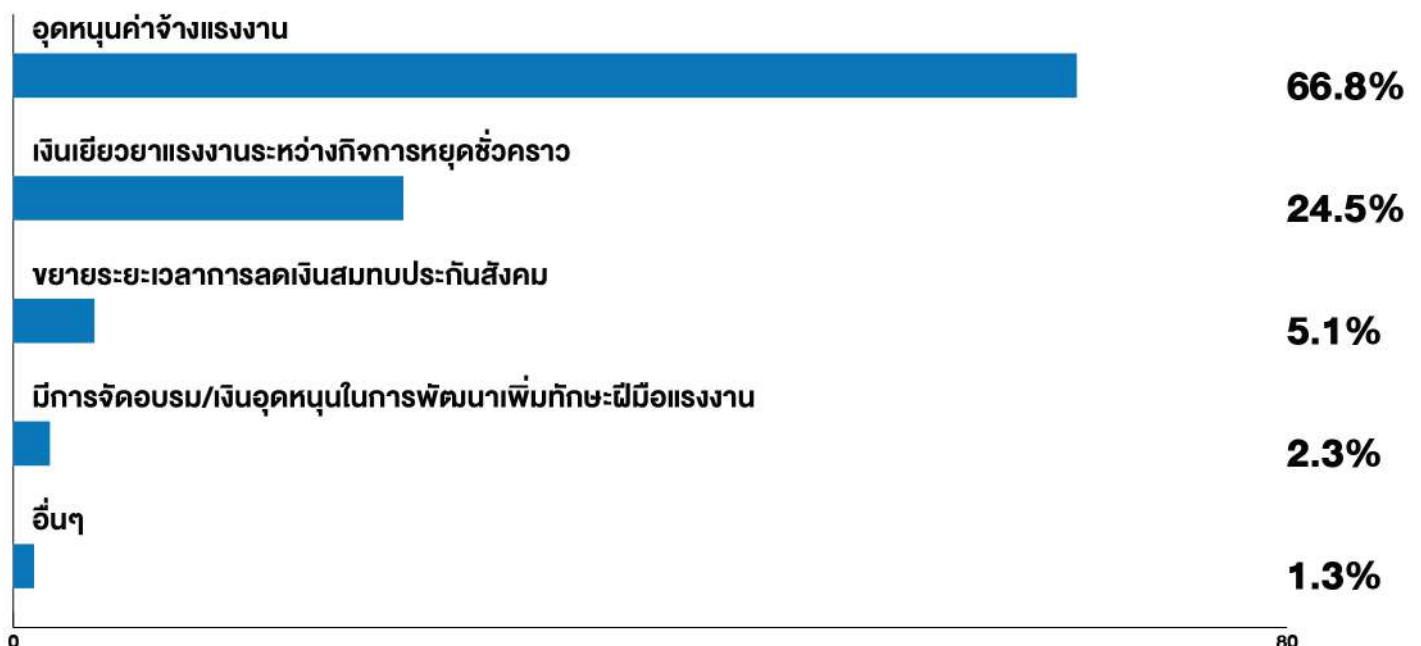 อุดหนุนค่าจ้างแรงงาน
66.8%
เงินเยียวยาแรงงานระหว่างกิจการหยุดชั่วคราว
24.5%
ขยายระยะเวลาการลดเงินสมทบประกันสังคม
5.1%
มีการจัดอบรม/เงินอุดหนุนในการพัฒนาเพิ่มทักษะฝีมือแรงงาน
2.3%
อื่นๆ
1.3%
0 80